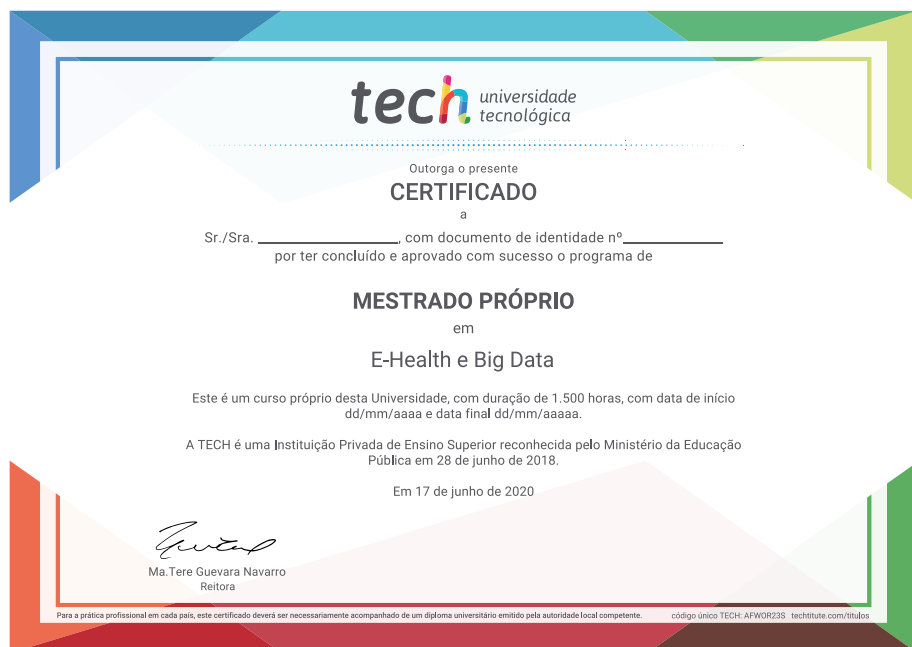 tech universidade
tecnológica
Outorga o presente
CERTIFICADO
a
Sr./Sra. ____________, com documento de identidade nº____________
por ter concluído e aprovado com sucesso o programa de
MESTRADO PRÓPRIO
em
E-Health e Big Data
Este é um curso próprio desta Universidade, com duração de 1.500 horas, com data de início
dd/mm/aaaa e data final dd/mm/aaaaa.
A TECH é uma Instituição Privada de Ensino Superior reconhecida pelo Ministério da Educação
Pública em 28 de junho de 2018.
Em 17 de junho de 2020
Ma.Tere Guevara Navarro
Reitora
Para a prática profissional em cada país, este certificado deverá ser necessariamente acompanhado de um diploma universitário emitido pela autoridade local competente. código único TECH: AFWOR23S techtitute.com/titulos